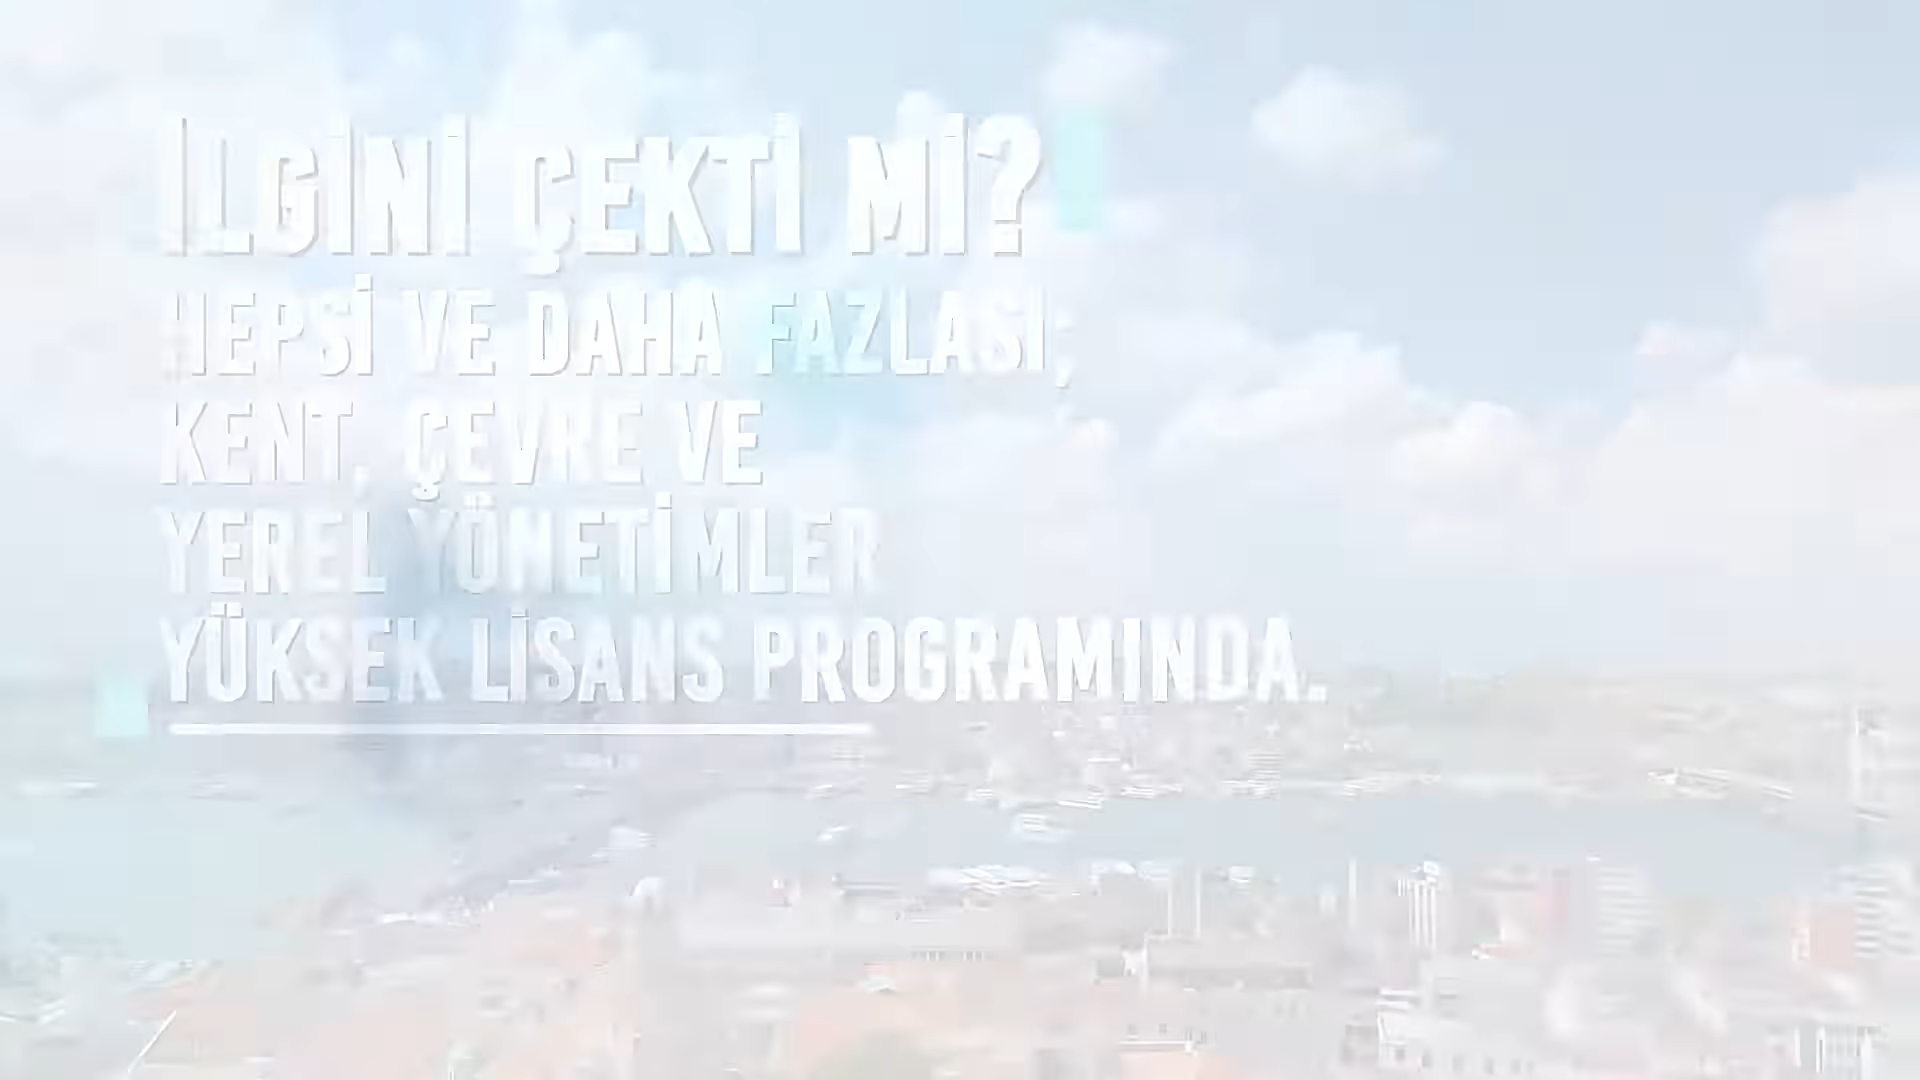 İLGİNİ ÇEKTİ Mİ?
HEPSİ VE DAHA FAZLASI;
KENT, ÇEVRE VE
YEREL YÖNETİMLER
YÜKSEK LİSANS PROGRAMINDA.